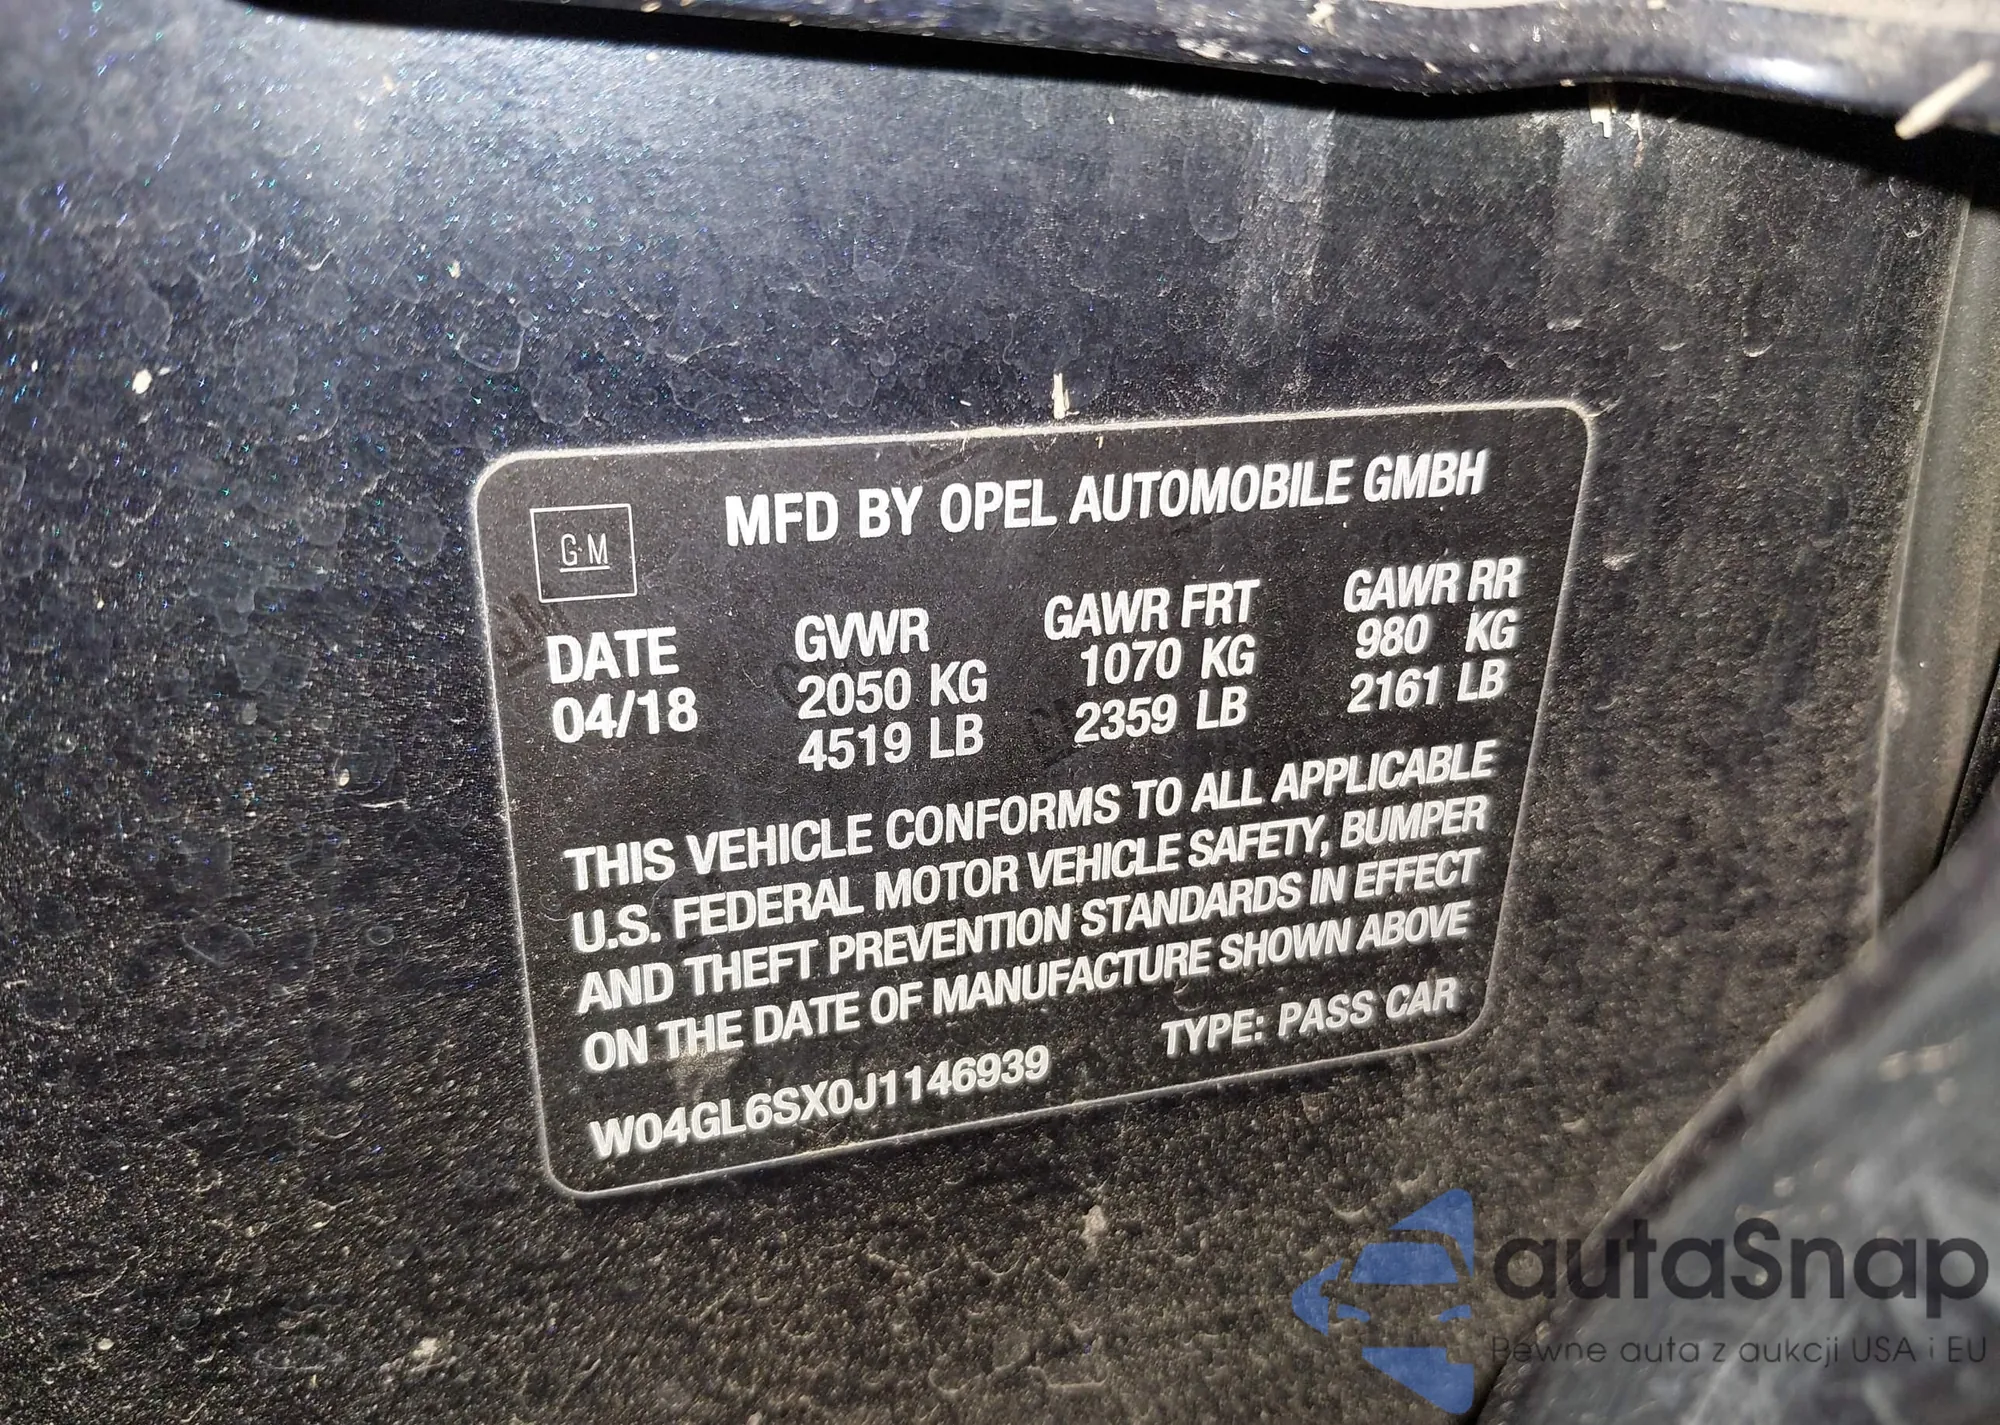 GM
MFD BY OPEL AUTOMOBILE GMBH
DATE GVWR GAWR FRT GAWR RR
04/18 2050 KG 1070 KG 980 KG
4519 LB 2359 LB 2161 LB
THIS VEHICLE CONFORMS TO ALL APPLICABLE
U.S. FEDERAL MOTOR VEHICLE SAFETY, BUMPER
AND THEFT PREVENTION STANDARDS IN EFFECT
ON THE DATE OF MANUFACTURE SHOWN ABOVE
W04GL6SX0J1146939 TYPE: PASS CAR
autaSnap
Pewne auta z aukcji USA i EU